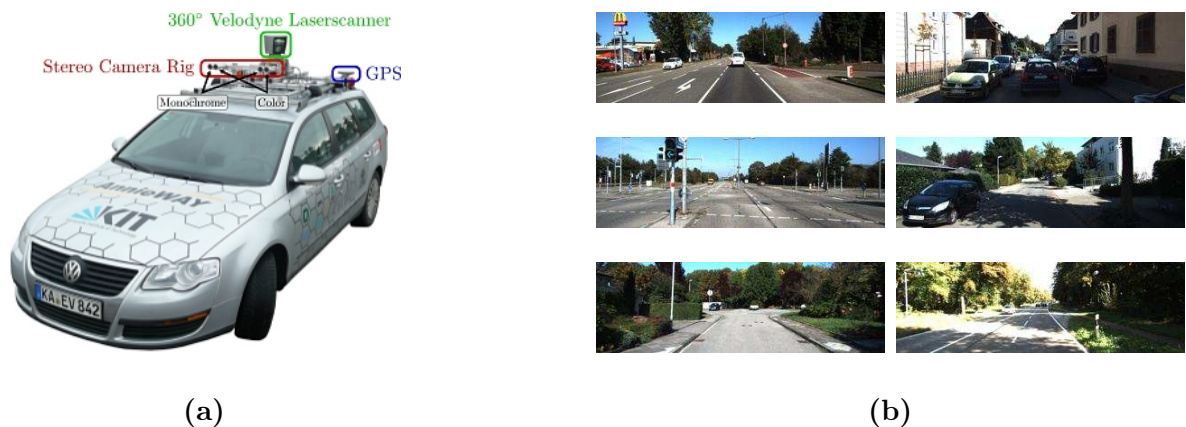 360° Velodyne Laserscanner
Stereo Camera Rig
GPS
Monochrome
Color
AnnieWAY
KIT
KA EV 842
(a)
(b)